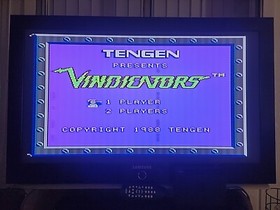 TENGEN
PRESENTS
VINDICATORS™
1 PLAYER
2 PLAYERS
COPYRIGHT 1988 TENGEN